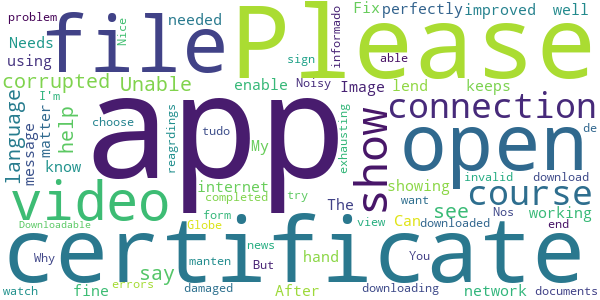 problem
Nice
needed
Fix
perfectly
improved
well
file
Please
informado
Needs
using
sign
able
corrupted
Unable
enable
Noisy
Image
lend
keeps
language
message
I'm
matter
help
choose
reagrdings
tudo
app
My
exhausting
show
connection
open
de
know
internet
completed
try
showing
invalid
download
video
form
The
see
want
course
downloaded
Nos
working
Downloadable
Globe
Can
view
end
certificate
Why
say
news
manten
hand
You
But
watch
fine
errors
damaged
After
downloading
network
documents